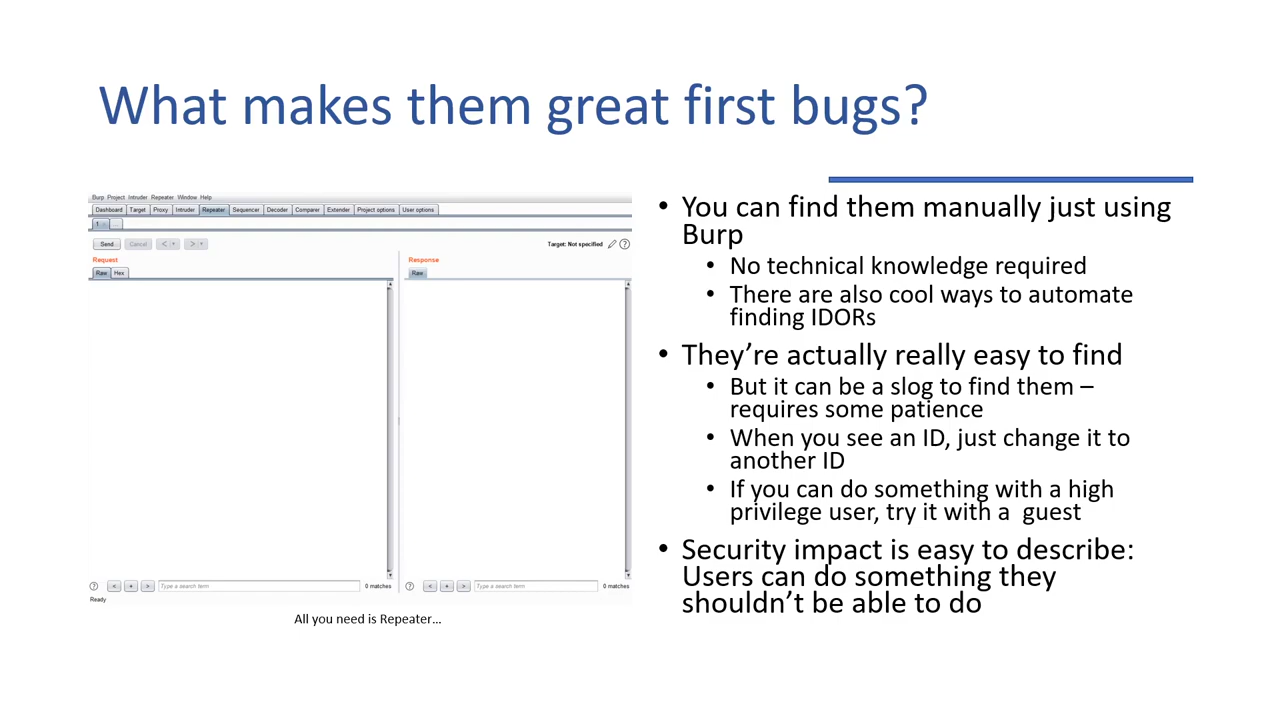 What makes them great first bugs?
Burp Project Intruder Repeater Window Help
Dashboard Target Proxy Intruder Repeater Sequencer Decoder Comparer Extender Project options User options
1 × ...
Send Cancel < ▾ > ▾ Target: Not specified ?
Request Response
Raw Hex Raw
? < + > Type a search term 0 matches ? < + > Type a search term 0 matches
Ready
All you need is Repeater…
• You can find them manually just using
Burp
• No technical knowledge required
• There are also cool ways to automate
finding IDORs
• They’re actually really easy to find
• But it can be a slog to find them –
requires some patience
• When you see an ID, just change it to
another ID
• If you can do something with a high
privilege user, try it with a  guest
• Security impact is easy to describe:
Users can do something they
shouldn’t be able to do